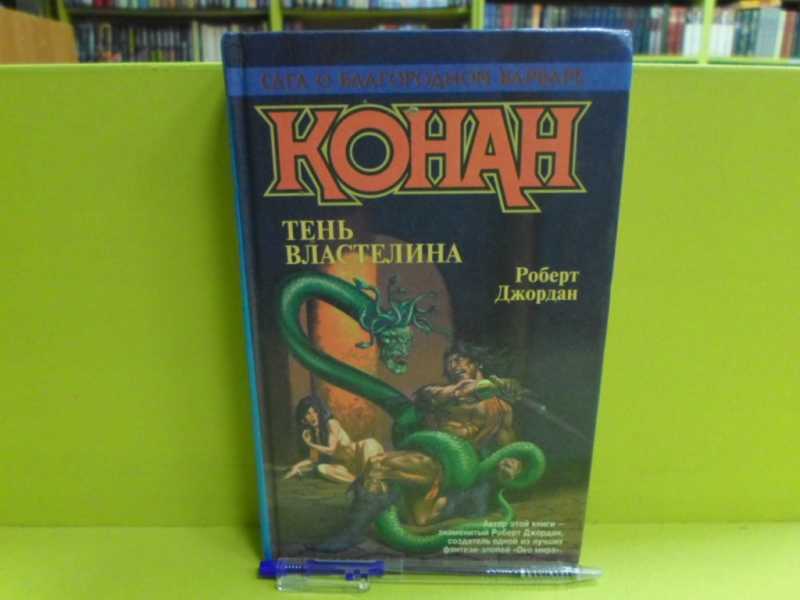 САГА О БЛАГОРОДНОМ ВАРВАРЕ
КОНАН
ТЕНЬ
ВЛАСТЕЛИНА
Роберт
Джордан
Автор этой книги –
знаменитый Роберт Джордан,
создатель одной из лучших
фэнтези-эпопей «Око мира».